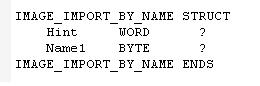 IMAGE_IMPORT_BY_NAME STRUCT
Hint WORD ?
Name1 BYTE ?
IMAGE_IMPORT_BY_NAME ENDS